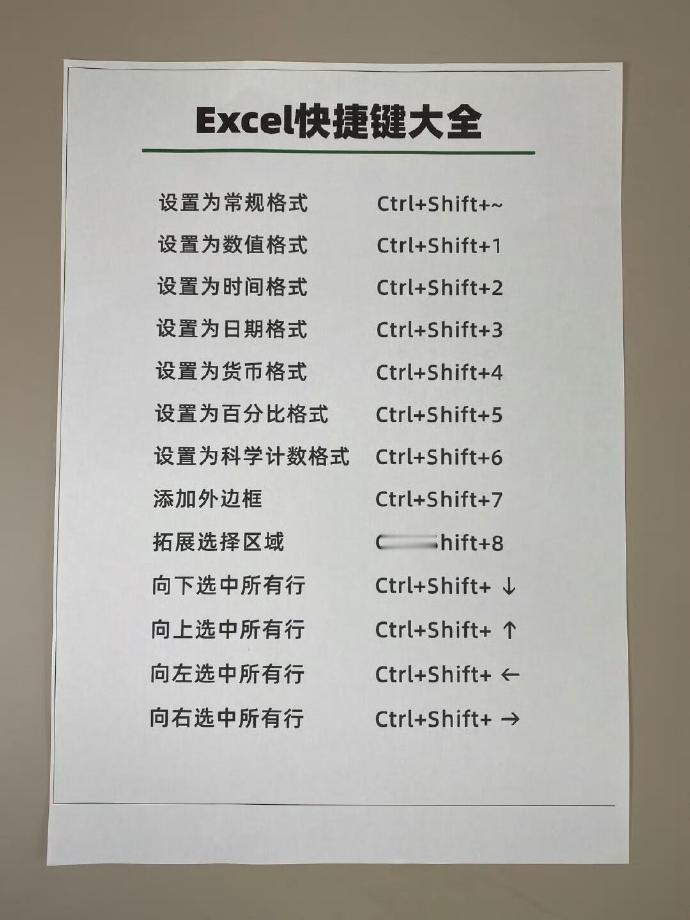 Excel快捷键大全
设置为常规格式 Ctrl+Shift+~
设置为数值格式 Ctrl+Shift+1
设置为时间格式 Ctrl+Shift+2
设置为日期格式 Ctrl+Shift+3
设置为货币格式 Ctrl+Shift+4
设置为百分比格式 Ctrl+Shift+5
设置为科学计数格式 Ctrl+Shift+6
添加外边框 Ctrl+Shift+7
拓展选择区域 hift+8
向下选中所有行 Ctrl+Shift+ ↓
向上选中所有行 Ctrl+Shift+ ↑
向左选中所有行 Ctrl+Shift+ ←
向右选中所有行 Ctrl+Shift+ →